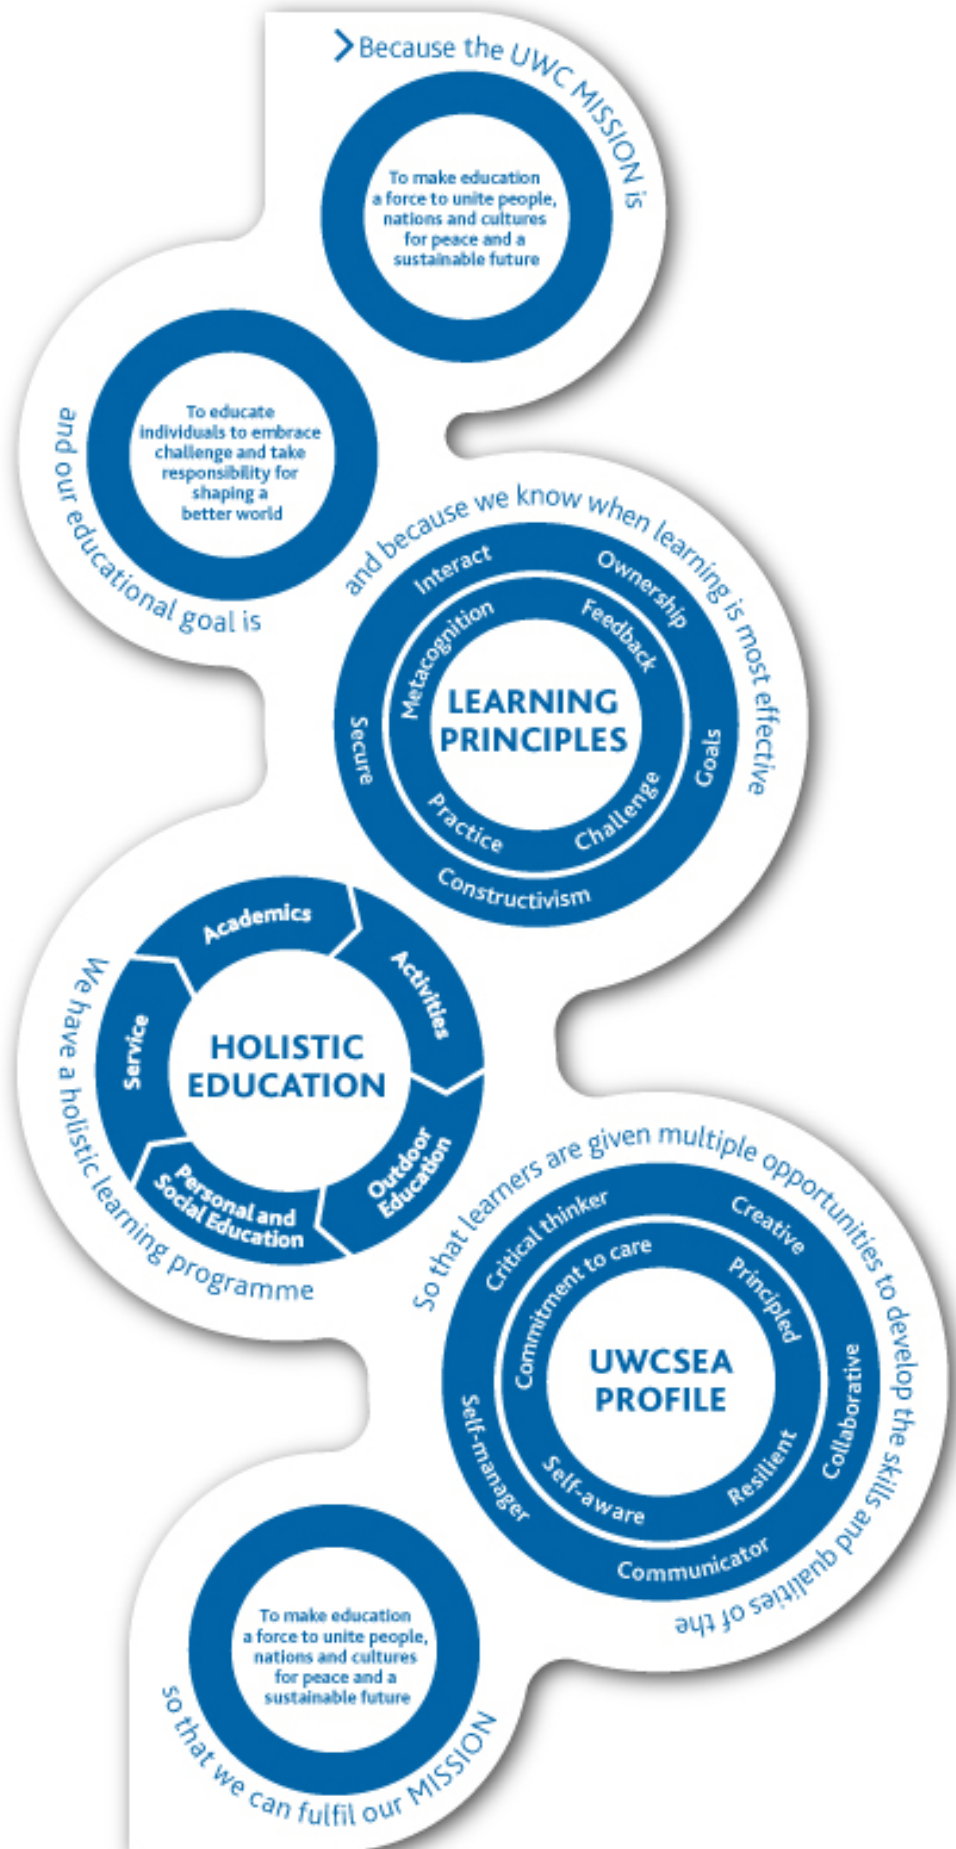 Because the UWC MISSION is
To make education
a force to unite people,
nations and cultures
for peace and a
sustainable future
and our educational goal is
To educate
individuals to embrace
challenge and take
responsibility for
shaping a
better world
and because we know when learning is most effective
Interact
Ownership
Goals
Constructivism
Secure
Metacognition
Feedback
Challenge
Practice
LEARNING
PRINCIPLES
We have a holistic learning programme
Academics
Activities
Outdoor
Education
Personal and
Social Education
Service
HOLISTIC
EDUCATION
So that learners are given multiple opportunities to develop the skills and qualities of the
Critical thinker
Creative
Collaborative
Communicator
Self-manager
Commitment to care
Principled
Resilient
Self-aware
UWCSEA
PROFILE
so that we can fulfil our MISSION
To make education
a force to unite people,
nations and cultures
for peace and a
sustainable future